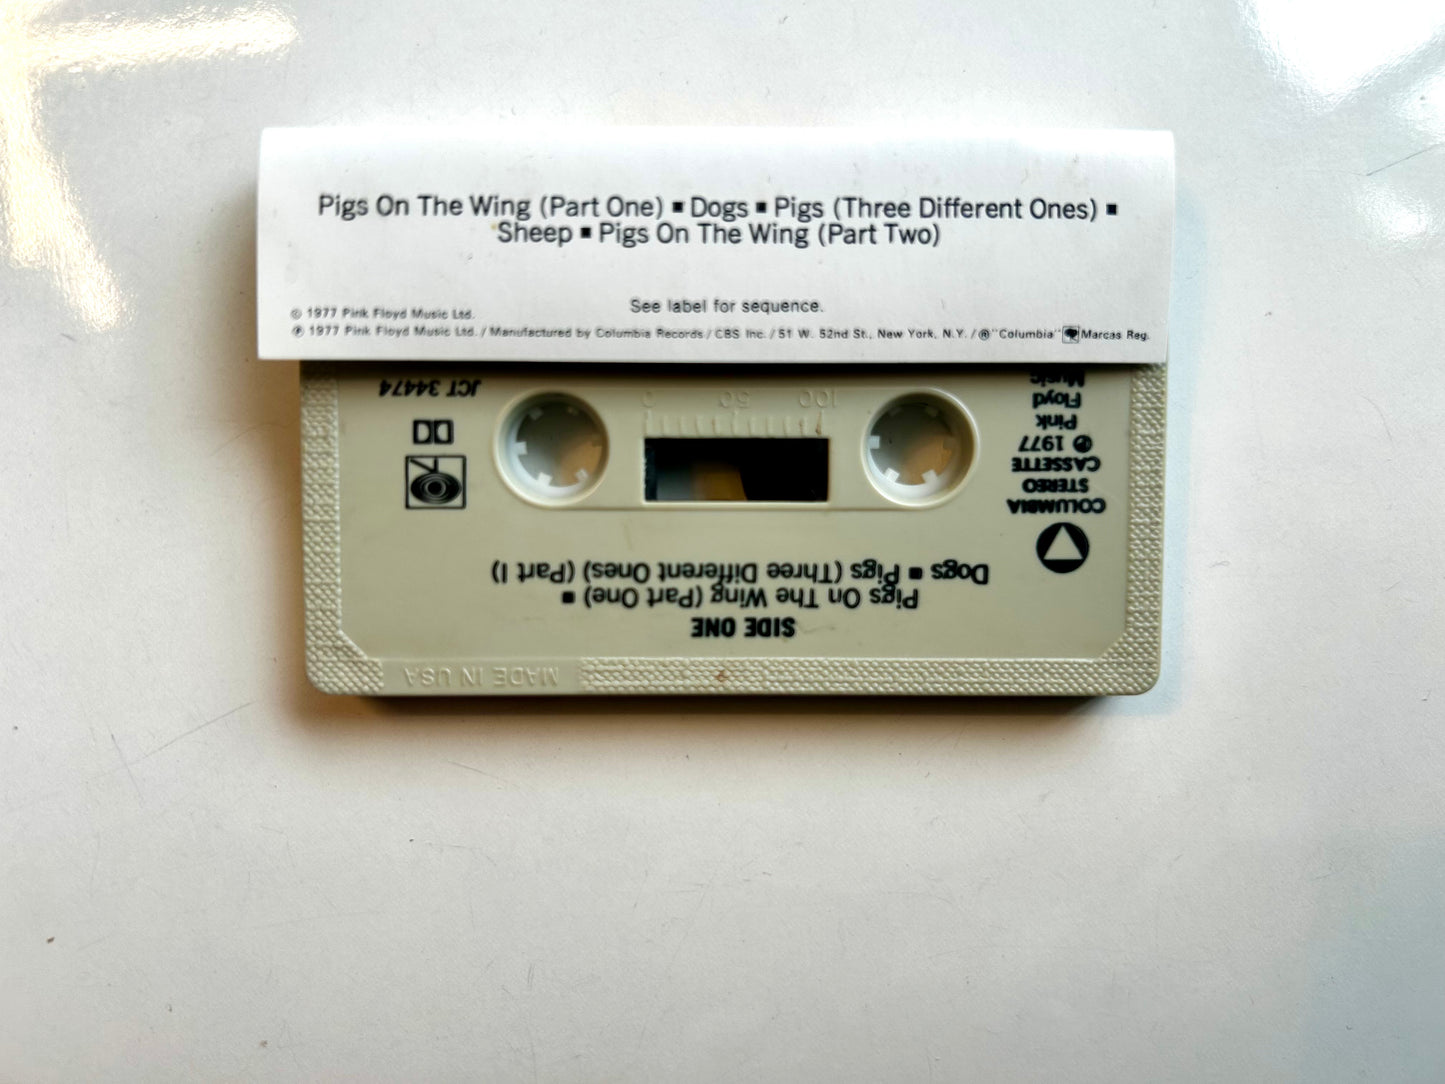 Pigs On The Wing (Part One) ▪ Dogs ▪ Pigs (Three Different Ones) ▪
Sheep ▪ Pigs On The Wing (Part Two)
See label for sequence.
© 1977 Pink Floyd Music Ltd.
℗ 1977 Pink Floyd Music Ltd. / Manufactured by Columbia Records / CBS Inc. / 51 W. 52nd St., New York, N.Y. / ® "Columbia" Marcas Reg.
SIDE ONE
Pigs On The Wing (Part One) ▪
Dogs ▪ Pigs (Three Different Ones) (Part I)
COLUMBIA
STEREO
CASSETTE
℗ 1977
Pink
Floyd
Music
JCT 34474
0 50 100
MADE IN USA